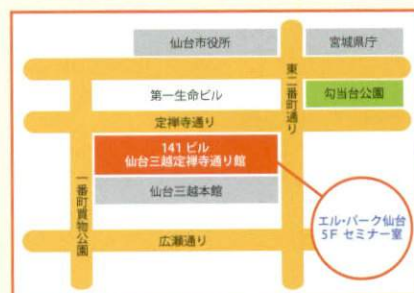 仙台市役所
宮城県庁
東二番町通り
第一生命ビル
勾当台公園
定禅寺通り
141ビル
仙台三越定禅寺通り館
一番町買物公園
仙台三越本館
エル・パーク仙台
5F セミナー室
広瀬通り